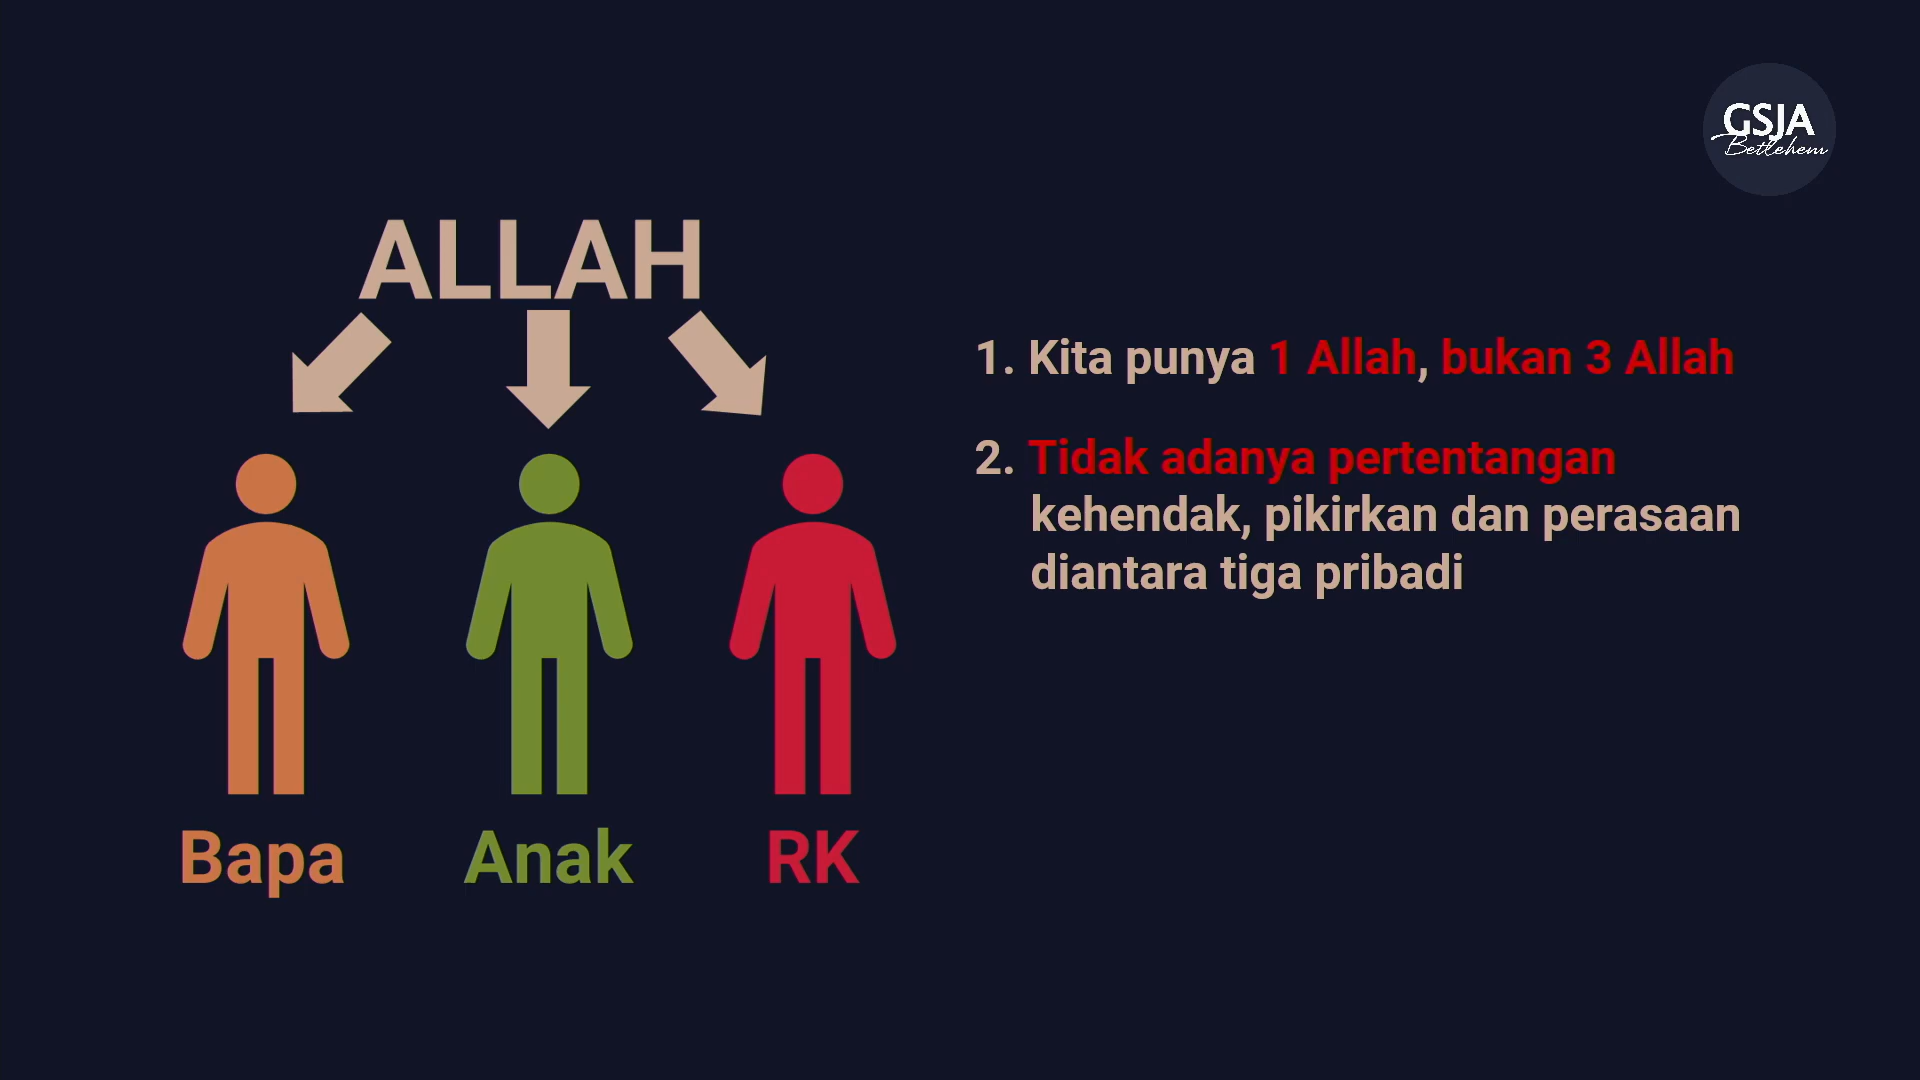 GSJA
Betlehem
ALLAH
1. Kita punya 1 Allah, bukan 3 Allah
2. Tidak adanya pertentangan
kehendak, pikirkan dan perasaan
diantara tiga pribadi
Bapa
Anak
RK